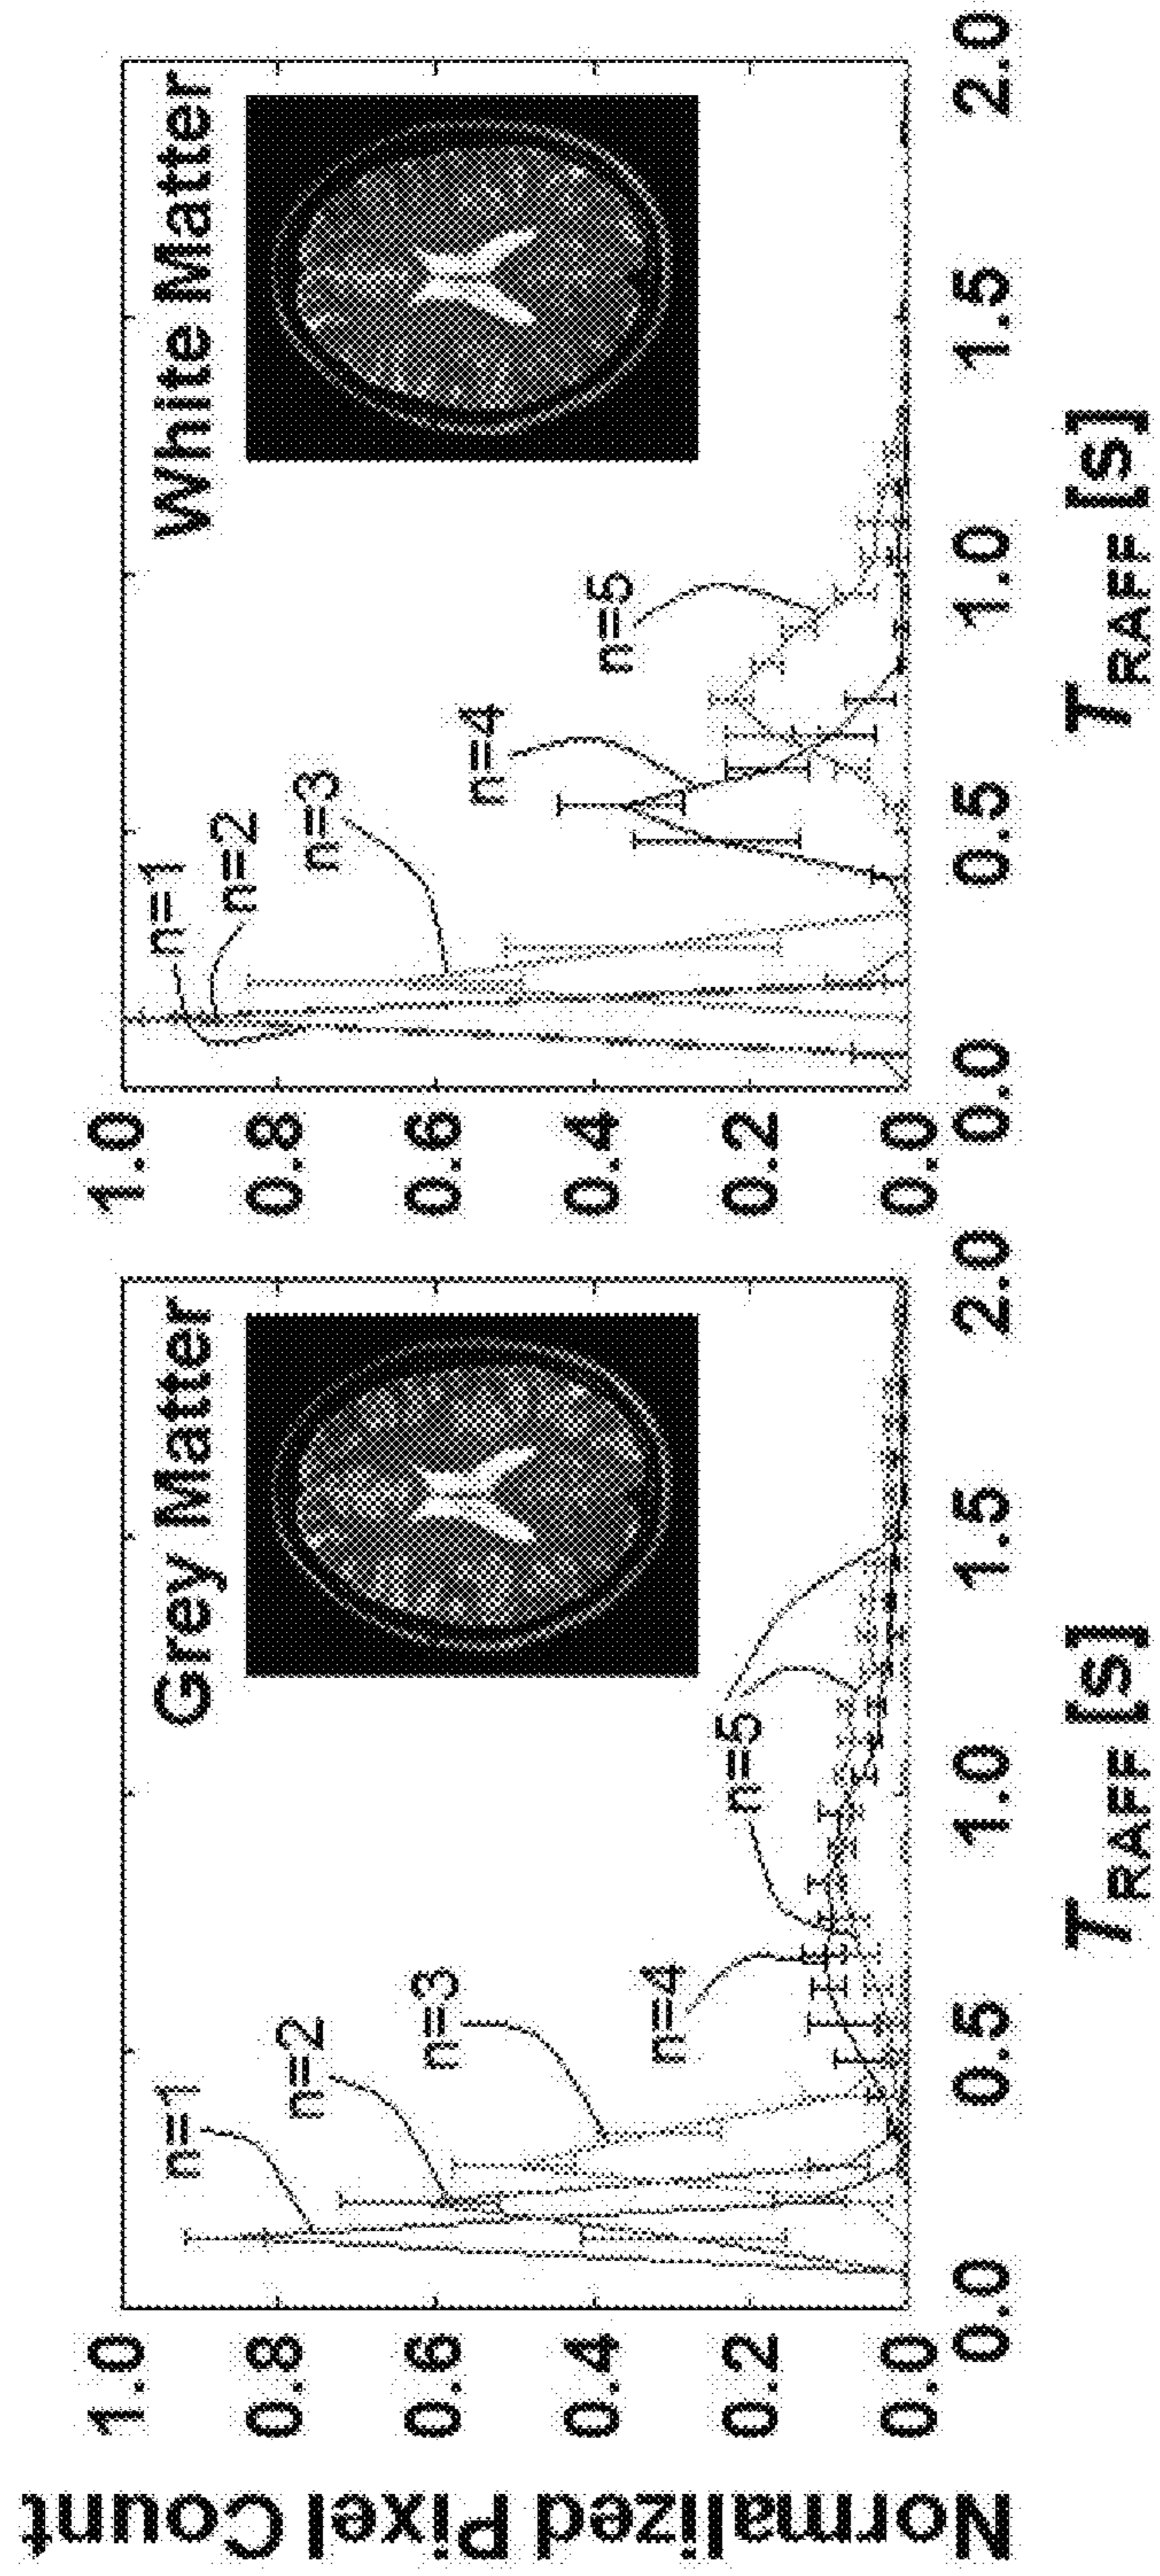 Normalized Pixel Count
Grey Matter
1.0
0.8
0.6
0.4
0.2
0.0
n=1
n=2
n=3
n=4
n=5
0.0 0.5 1.0 1.5 2.0
T RAFF [s]
White Matter
1.0
0.8
0.6
0.4
0.2
0.0
n=1
n=2
n=3
n=4
n=5
0.0 0.5 1.0 1.5 2.0
T RAFF [s]